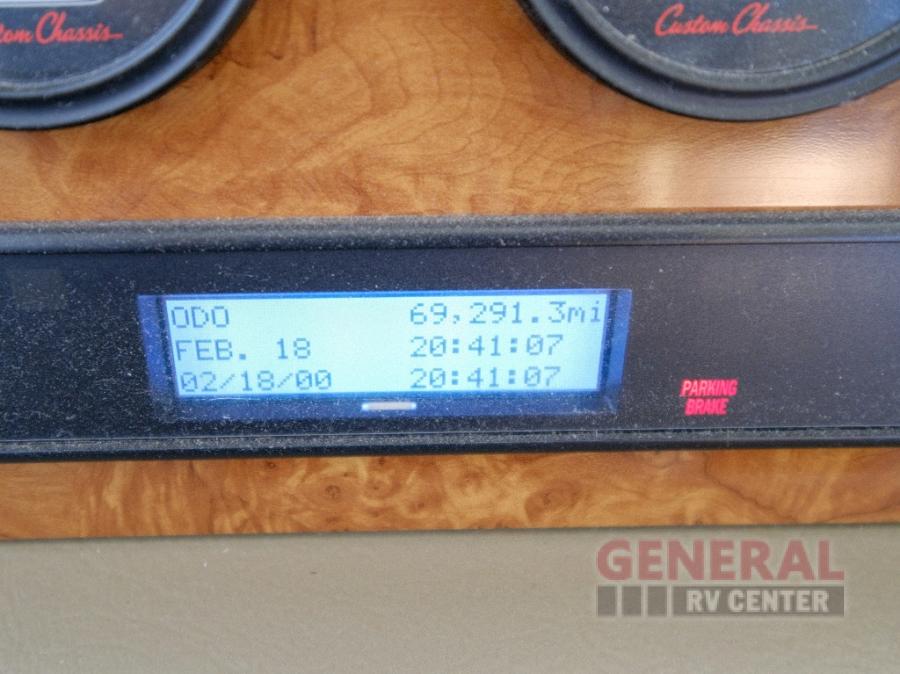 tom Chassis
Custom Chassis
ODO 69,291.3mi
FEB. 18 20:41:07
02/18/00 20:41:07
PARKING
BRAKE
GENERAL
RV CENTER